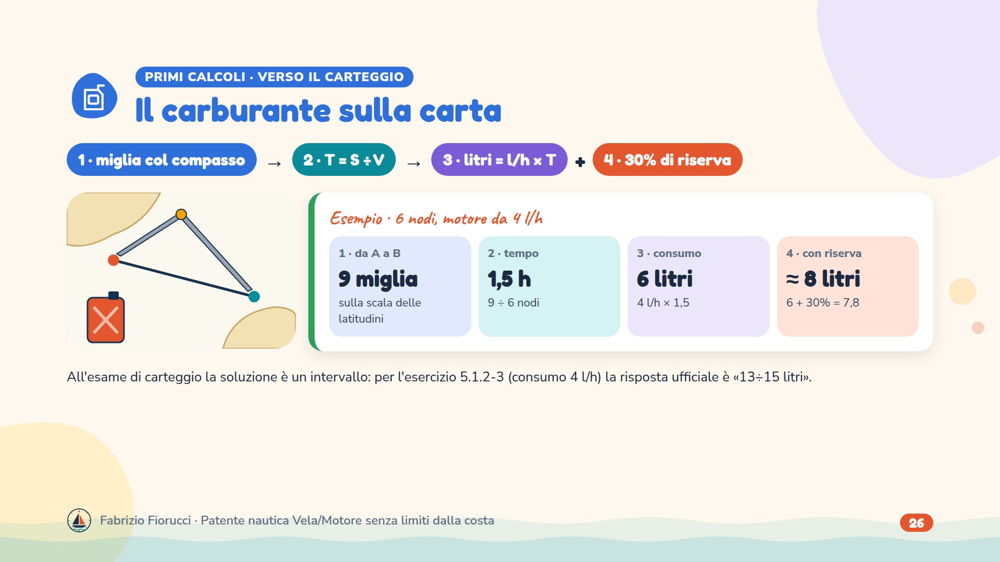 PRIMI CALCOLI · VERSO IL CARTEGGIO
Il carburante sulla carta
1 · miglia col compasso → 2 · T = S ÷ V → 3 · litri = l/h × T + 4 · 30% di riserva
Esempio · 6 nodi, motore da 4 l/h
1 · da A a B
9 miglia
sulla scala delle
latitudini
2 · tempo
1,5 h
9 ÷ 6 nodi
3 · consumo
6 litri
4 l/h × 1,5
4 · con riserva
≈ 8 litri
6 + 30% = 7,8
All'esame di carteggio la soluzione è un intervallo: per l'esercizio 5.1.2-3 (consumo 4 l/h) la risposta ufficiale è «13÷15 litri».
Fabrizio Fiorucci · Patente nautica Vela/Motore senza limiti dalla costa
26